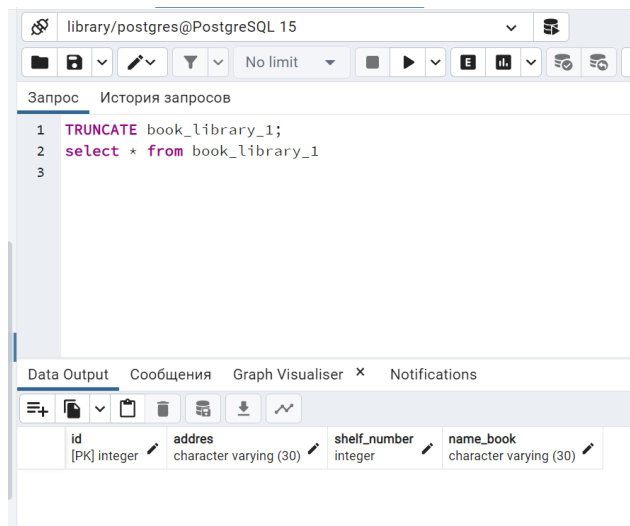 library/postgres@PostgreSQL 15
No limit
E
Запрос История запросов
1 TRUNCATE book_library_1;
2 select * from book_library_1
3
Data Output Сообщения Graph Visualiser × Notifications
id addres shelf_number name_book
[PK] integer character varying (30) integer character varying (30)